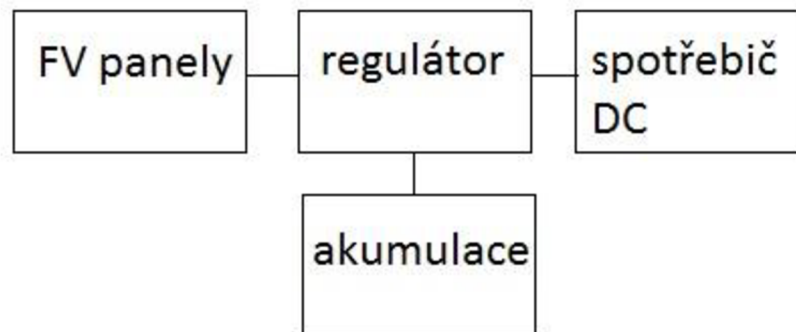 FV panely
regulátor
spotřebič
DC
akumulace